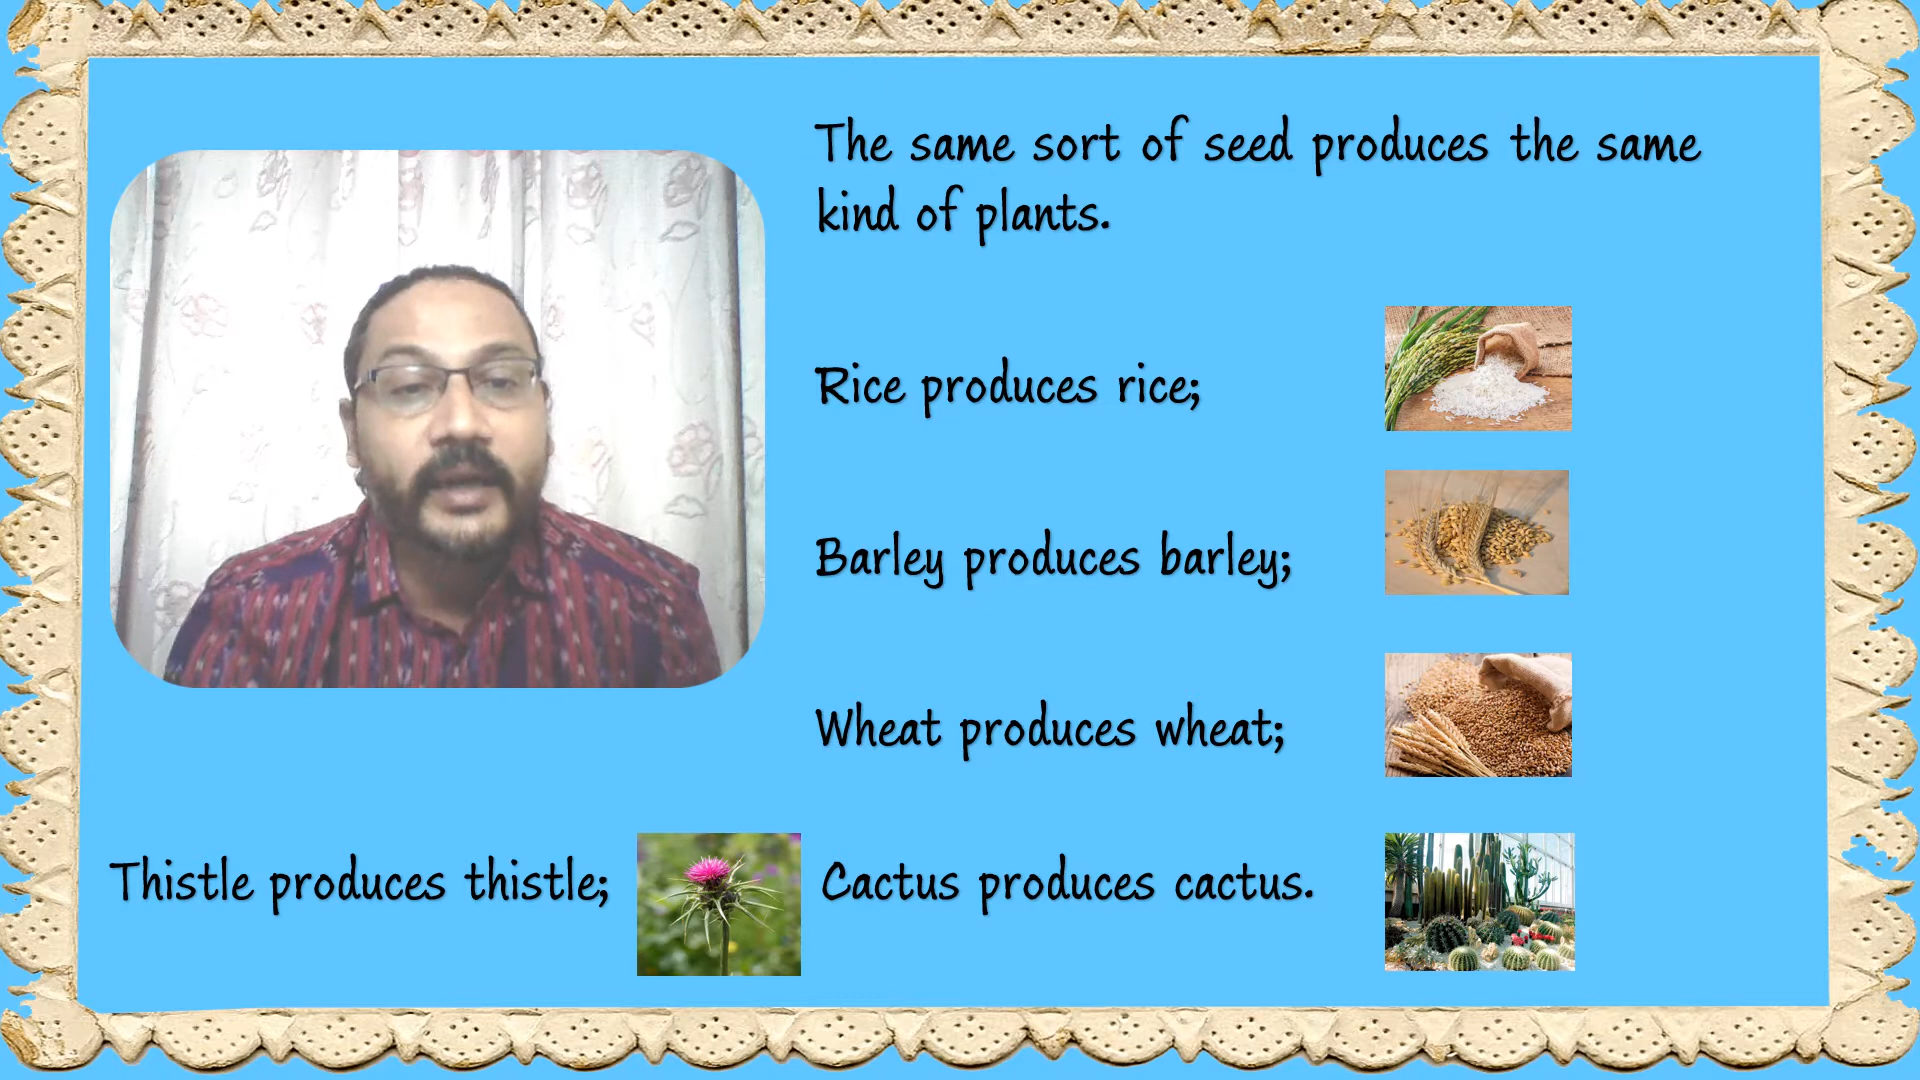 The same sort of seed produces the same
kind of plants.
Rice produces rice;
Barley produces barley;
Wheat produces wheat;
Thistle produces thistle;
Cactus produces cactus.